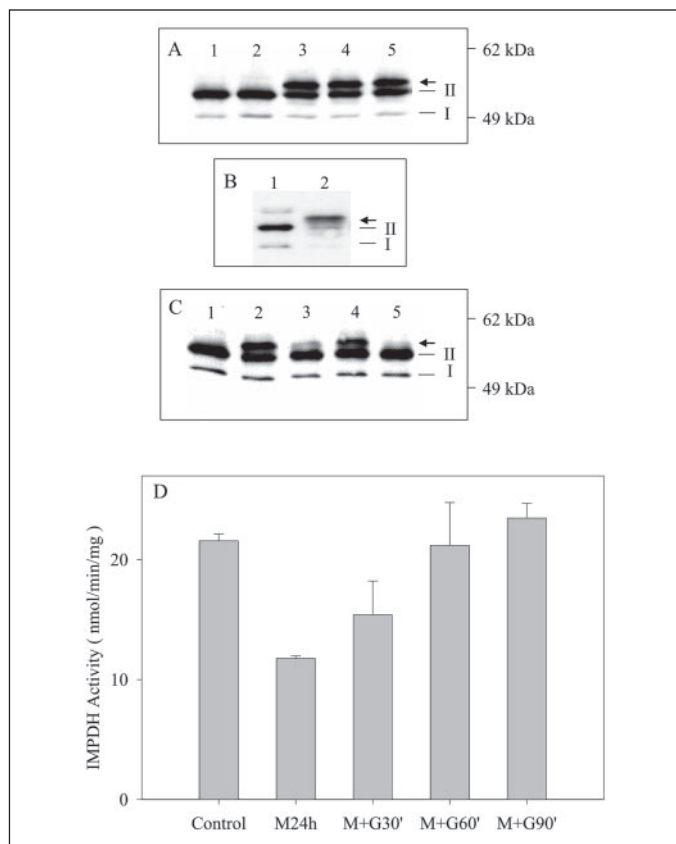 A 1 2 3 4 5 62 kDa
II
I 49 kDa
B 1 2
II
I
C 1 2 3 4 5 62 kDa
II
I
49 kDa
D
IMPDH Activity ( nmol/min/mg )
20
10
0
Control M24h M+G30' M+G60' M+G90'